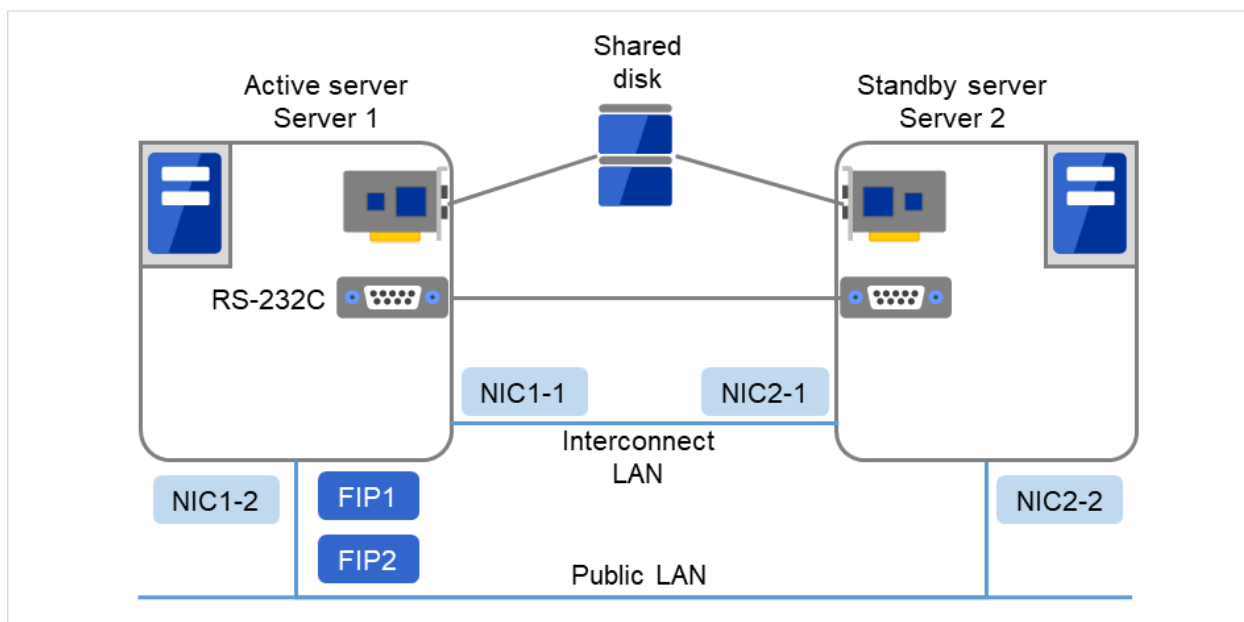 Shared
disk
Active server
Server 1
Standby server
Server 2
RS-232C
NIC1-1
NIC2-1
Interconnect
LAN
NIC1-2
FIP1
NIC2-2
FIP2
Public LAN